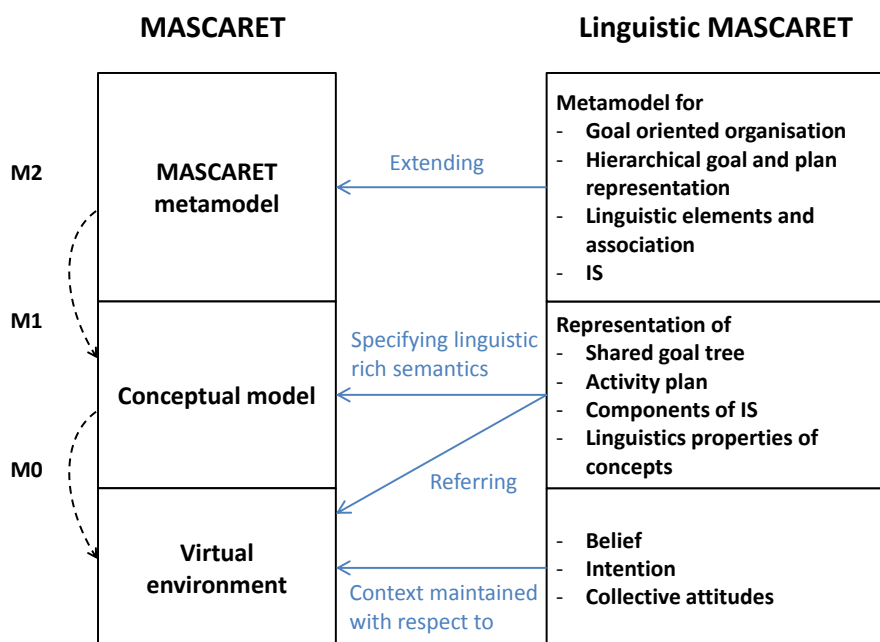 MASCARET
Linguistic MASCARET
M2
M1
M0
MASCARET
metamodel
Conceptual model
Virtual
environment
Extending
Specifying linguistic
rich semantics
Referring
Context maintained
with respect to
Metamodel for
- Goal oriented organisation
- Hierarchical goal and plan
representation
- Linguistic elements and
association
- IS
Representation of
- Shared goal tree
- Activity plan
- Components of IS
- Linguistics properties of
concepts
- Belief
- Intention
- Collective attitudes